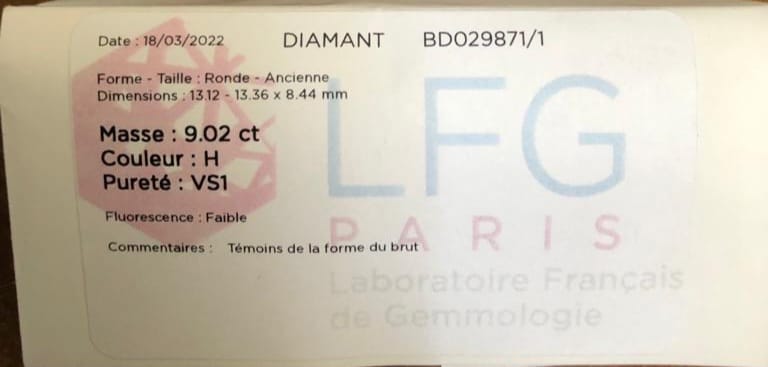 Date : 18/03/2022 DIAMANT BD029871/1
Forme - Taille : Ronde - Ancienne
Dimensions : 13.12 - 13.36 x 8.44 mm
Masse : 9.02 ct
Couleur : H
Pureté : VS1
Fluorescence : Faible
Commentaires : Témoins de la forme du brut
LFG
PARIS
Laboratoire Français
de Gemmologie